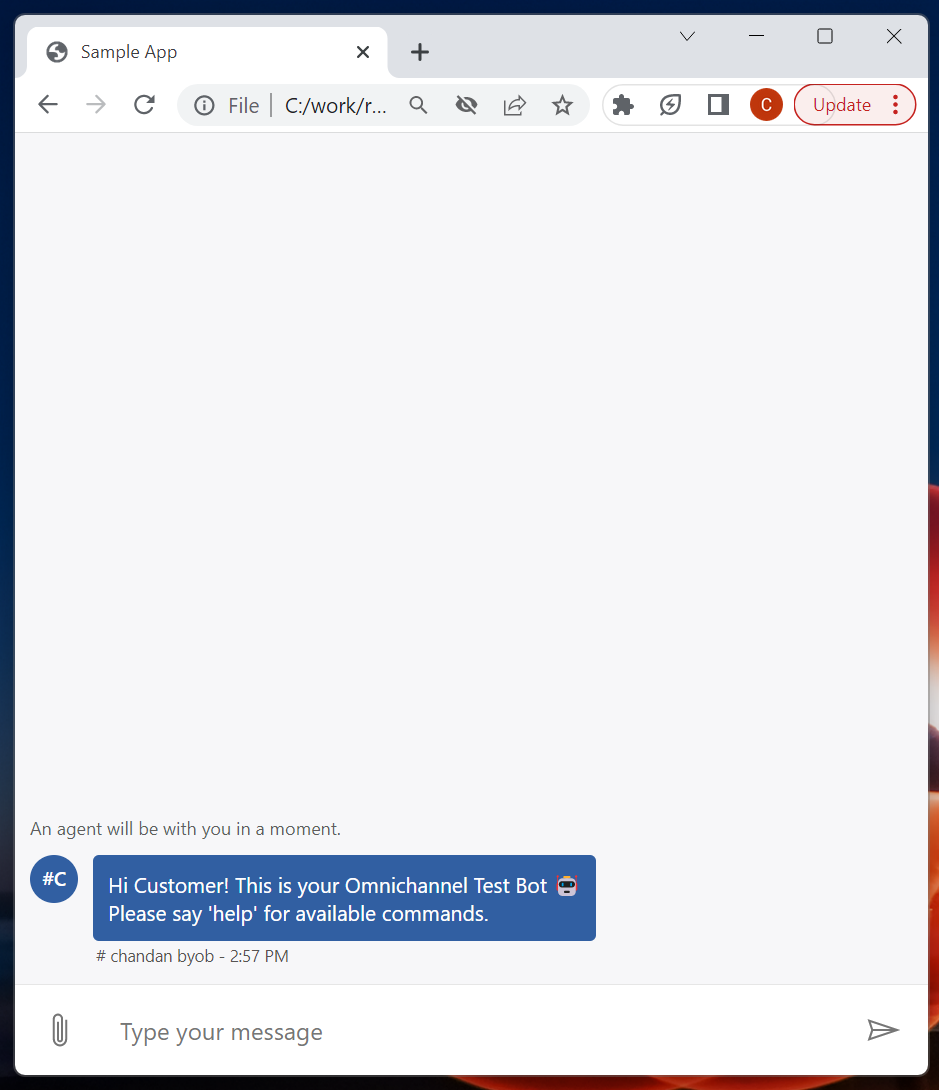 Sample App
File
C:/work/r...
C
Update
An agent will be with you in a moment.
#C
Hi Customer! This is your Omnichannel Test Bot 🤖
Please say 'help' for available commands.
# chandan byob - 2:57 PM
Type your message